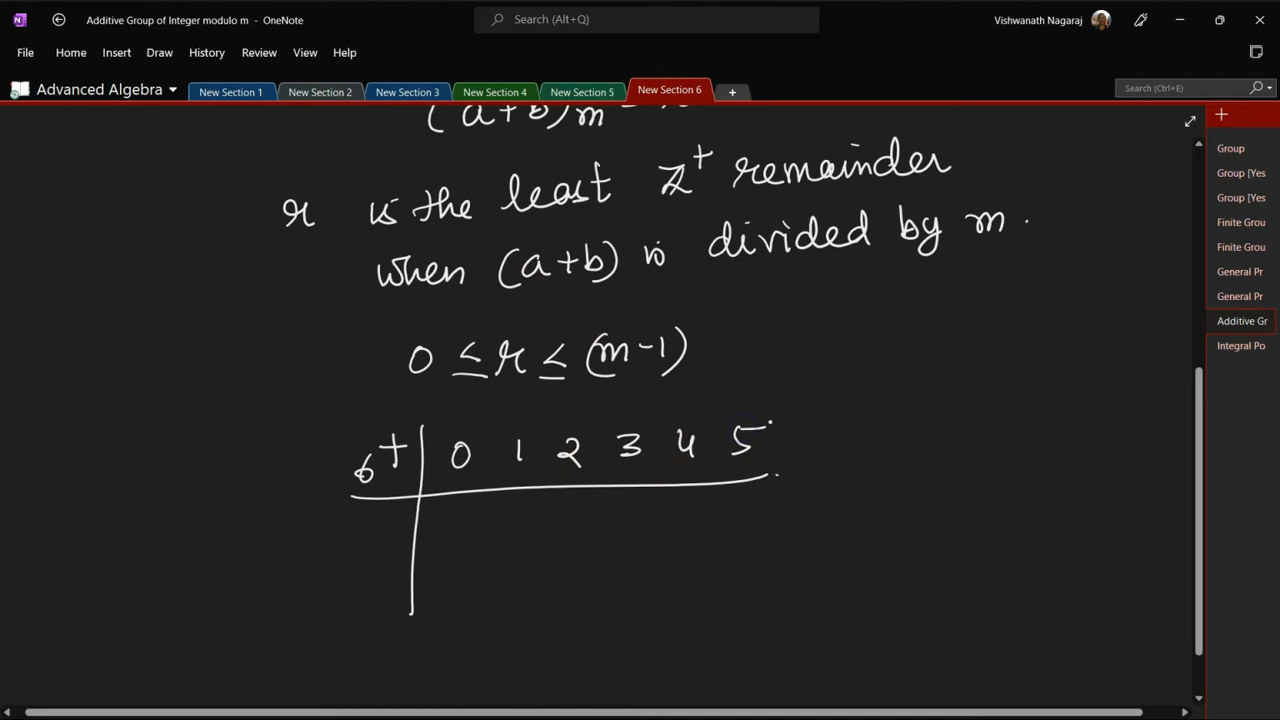 Additive Group of Integer modulo m - OneNote
Search (Alt+Q)
Vishwanath Nagaraj
File Home Insert Draw History Review View Help
Advanced Algebra
New Section 1 New Section 2 New Section 3 New Section 4 New Section 5 New Section 6
Search (Ctrl+E)
(a+b)m =
r is the least Z+ remainder
when (a+b) is divided by m.
0 ≤ r ≤ (m-1)
6+ 0 1 2 3 4 5
Group
Group [Yes
Group [Yes
Finite Grou
Finite Grou
General Pr
General Pr
Additive Gr
Integral Po